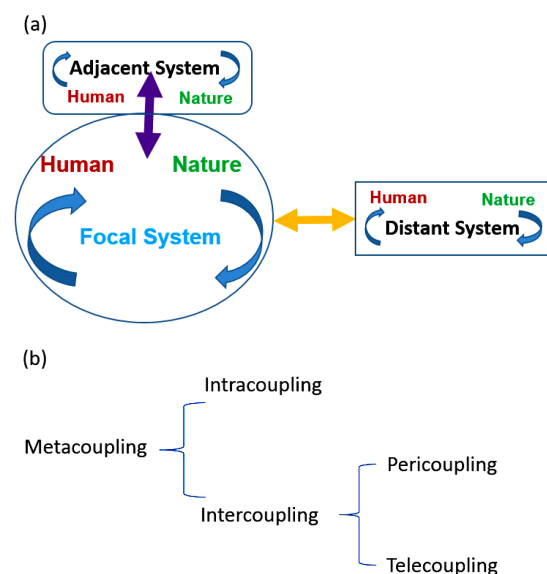 (a)
Adjacent System
Human Nature
Human Nature
Focal System
Human Nature
Distant System
(b)
Intracoupling
Metacoupling
Pericoupling
Intercoupling
Telecoupling